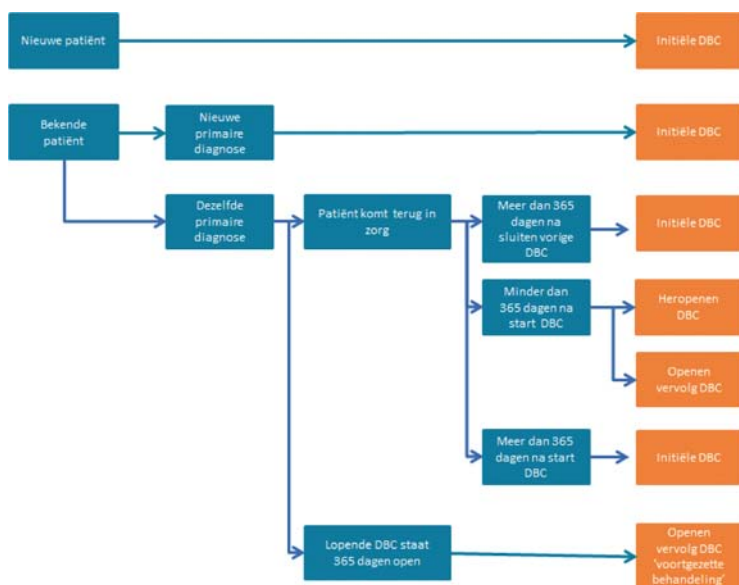 Nieuwe patiënt
Initiële DBC
Bekende
patiënt
Nieuwe
primaire
diagnose
Initiële DBC
Dezelfde
primaire
diagnose
Patiënt komt terug in
zorg
Meer dan 365
dagen na
sluiten vorige
DBC
Initiële DBC
Minder dan
365 dagen na
start DBC
Heropenen
DBC
Openen
vervolg DBC
Meer dan 365
dagen na start
DBC
Initiële DBC
Lopende DBC staat
365 dagen open
Openen
vervolg DBC
'voortgezette
behandeling'